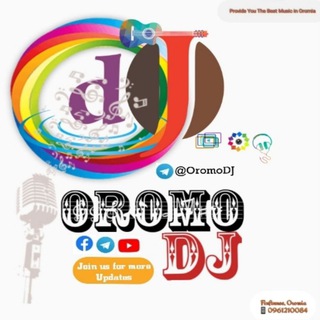 Provide You The Best Music In Oromia
dJ
@OromoDJ
OROMO
DJ
Join us for more
Updates
Finfinnee, Oromia
0961210084